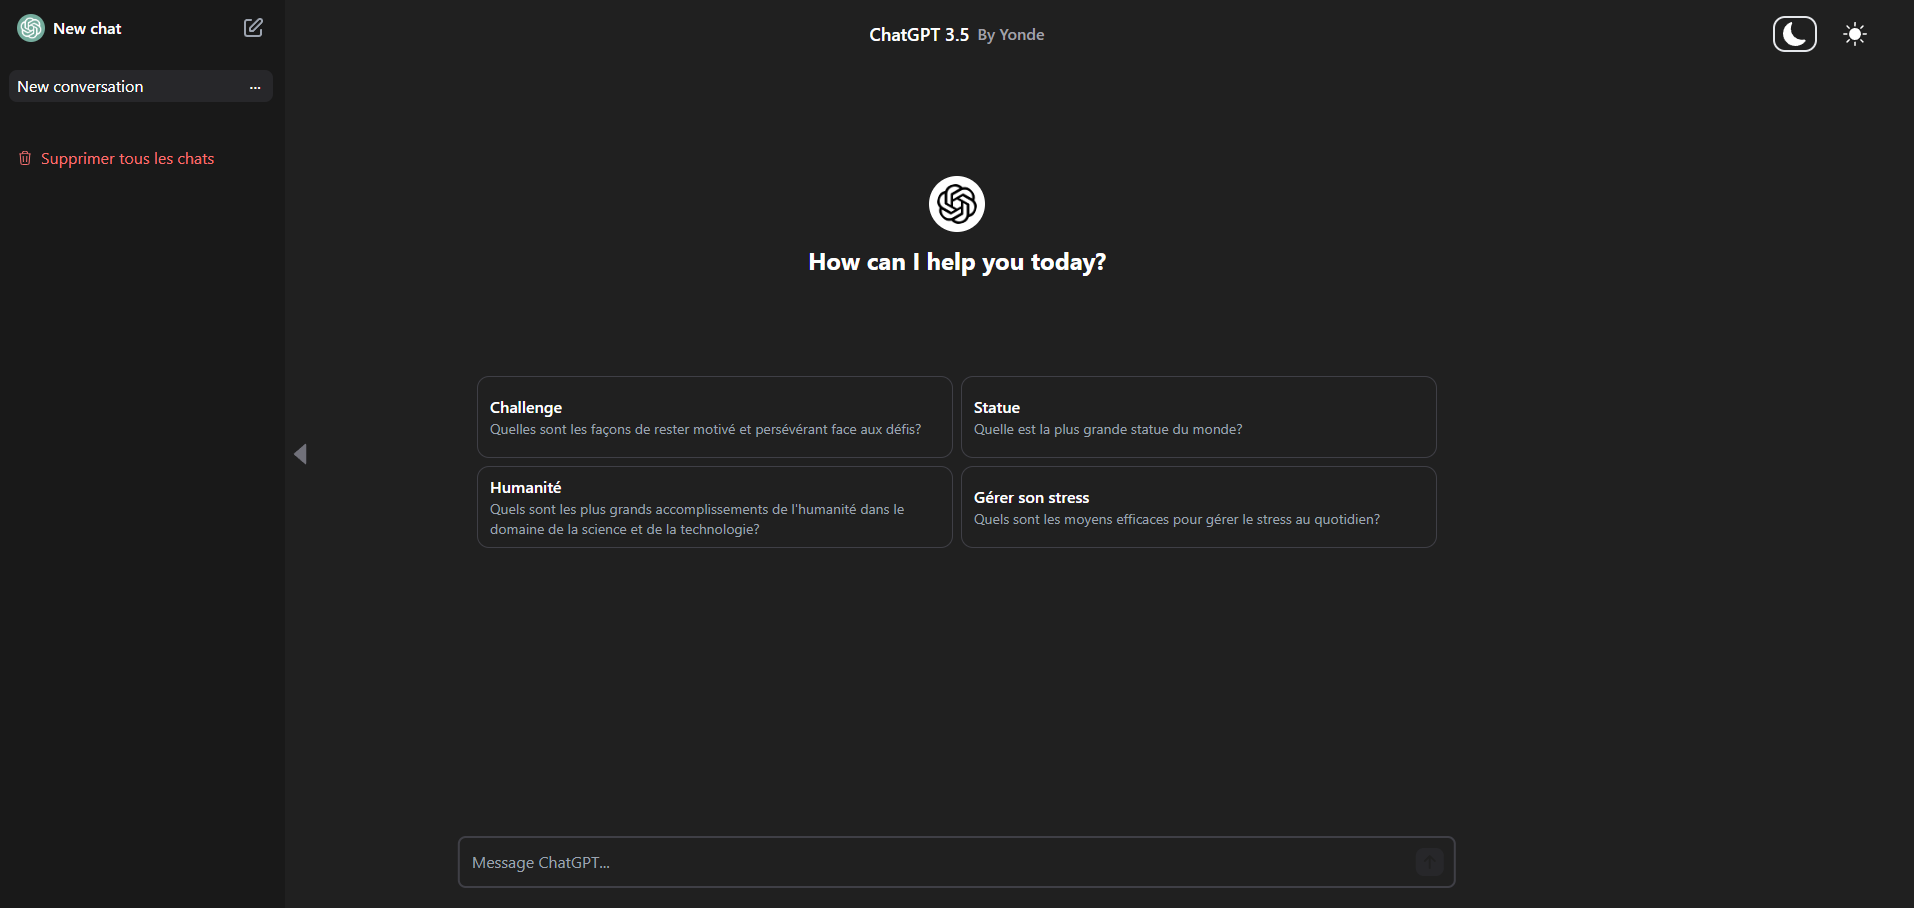 New chat
New conversation
...
Supprimer tous les chats
ChatGPT 3.5 By Yonde
How can I help you today?
Challenge
Quelles sont les façons de rester motivé et persévérant face aux défis?
Statue
Quelle est la plus grande statue du monde?
Humanité
Quels sont les plus grands accomplissements de l'humanité dans le
domaine de la science et de la technologie?
Gérer son stress
Quels sont les moyens efficaces pour gérer le stress au quotidien?
Message ChatGPT...